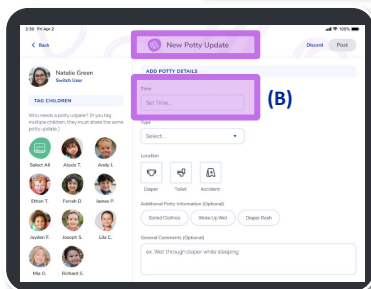 2:30 Fri Apr 2
100%
Back
New Potty Update
Discard
Post
Natalie Green
Switch User
TAG CHILDREN
Who needs a potty update? (If you tag
multiple children, they must share the same
potty update.)
Select All
Alexis T.
Andy J.
Ethan T.
Farrah D.
James P.
Jayden F.
Joseph S.
Lila C.
Mia O.
Richard S.
ADD POTTY DETAILS
Time
Set Time...
(B)
Type
Select...
Location
Diaper
Toilet
Accident
Additional Potty Information (Optional)
Soiled Clothes
Woke Up Wet
Diaper Rash
General Comments (Optional)
ex. Wet through diaper while sleeping